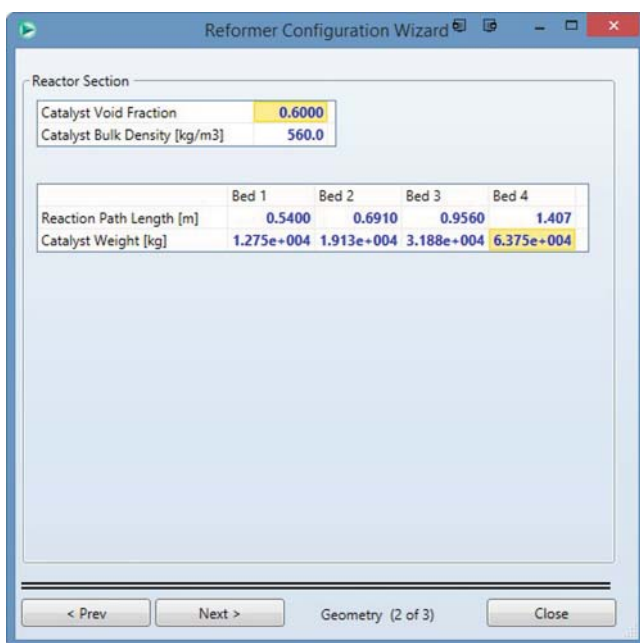 Reformer Configuration Wizard
Reactor Section
Catalyst Void Fraction 0.6000
Catalyst Bulk Density [kg/m3] 560.0
Bed 1 Bed 2 Bed 3 Bed 4
Reaction Path Length [m] 0.5400 0.6910 0.9560 1.407
Catalyst Weight [kg] 1.275e+004 1.913e+004 3.188e+004 6.375e+004
< Prev Next > Geometry (2 of 3) Close